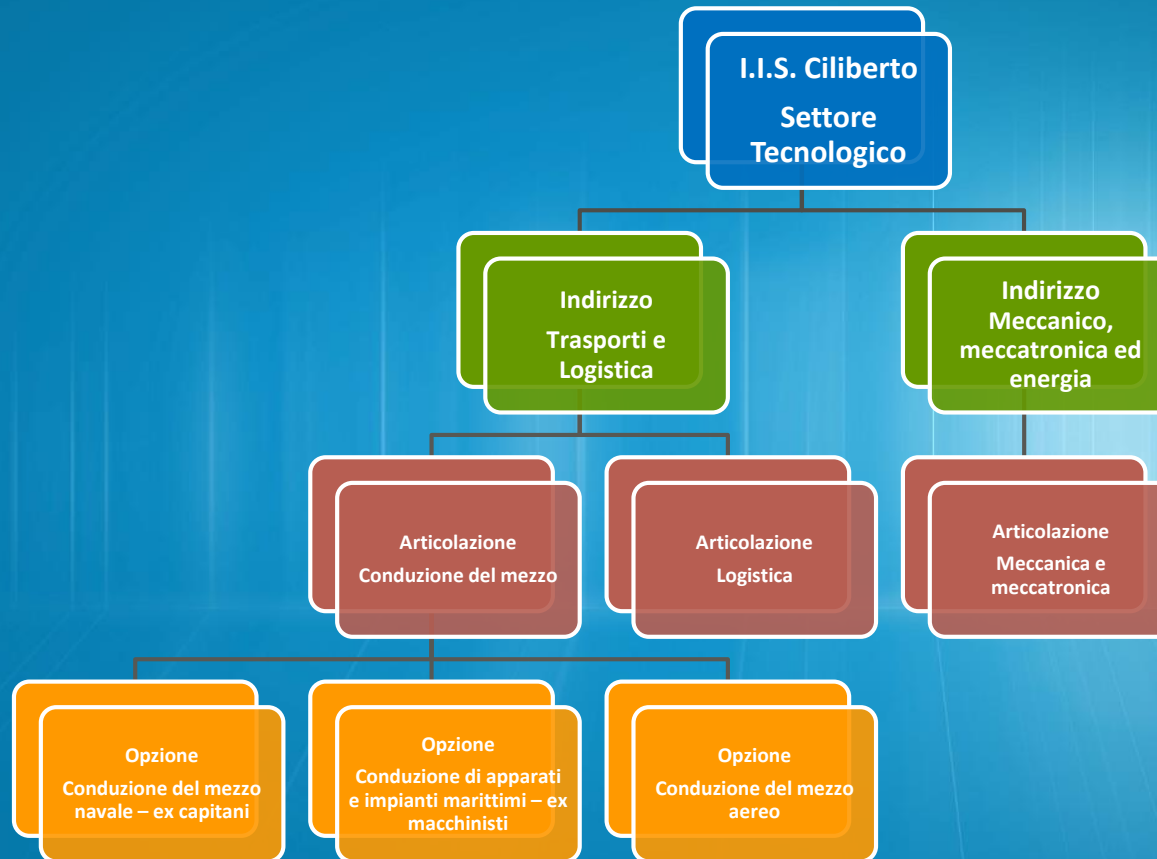 I.I.S. Ciliberto
Settore
Tecnologico
Indirizzo
Trasporti e
Logistica
Indirizzo
Meccanico,
meccatronica ed
energia
Articolazione
Conduzione del mezzo
Articolazione
Logistica
Articolazione
Meccanica e
meccatronica
Opzione
Conduzione del mezzo
navale – ex capitani
Opzione
Conduzione di apparati
e impianti marittimi – ex
macchinisti
Opzione
Conduzione del mezzo
aereo